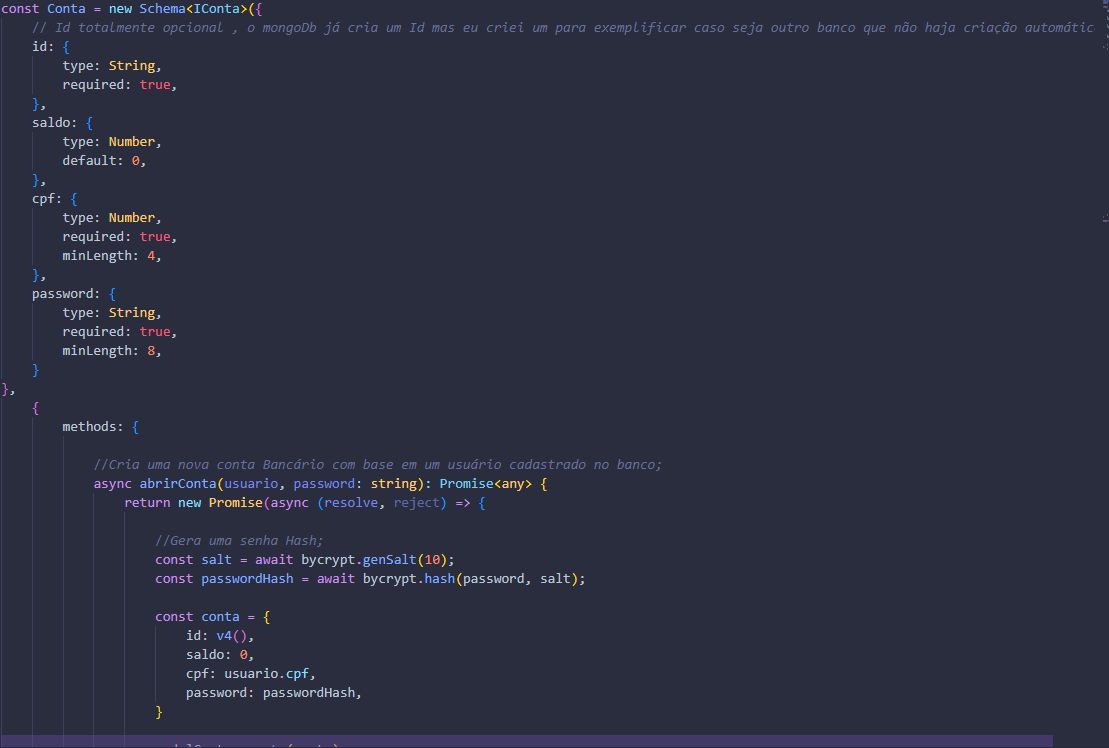 const Conta = new Schema<IConta>({
    // Id totalmente opcional , o mongoDb já cria um Id mas eu criei um para exemplificar caso seja outro banco que não haja criação automátic
    id: {
        type: String,
        required: true,
    },
    saldo: {
        type: Number,
        default: 0,
    },
    cpf: {
        type: Number,
        required: true,
        minLength: 4,
    },
    password: {
        type: String,
        required: true,
        minLength: 8,
    }
},
    {
        methods: {
            //Cria uma nova conta Bancário com base em um usuário cadastrado no banco;
            async abrirConta(usuario, password: string): Promise<any> {
                return new Promise(async (resolve, reject) => {
                    //Gera uma senha Hash;
                    const salt = await bycrypt.genSalt(10);
                    const passwordHash = await bycrypt.hash(password, salt);
                    const conta = {
                        id: v4(),
                        saldo: 0,
                        cpf: usuario.cpf,
                        password: passwordHash,
                    }